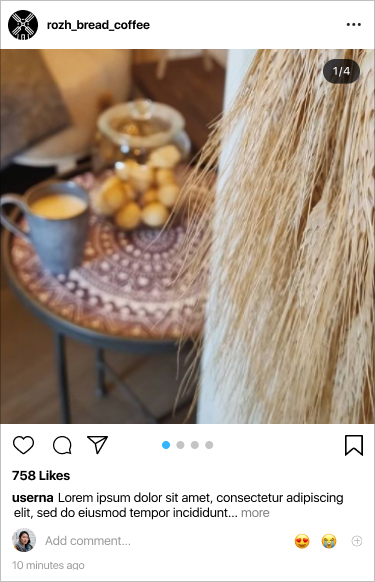 rozh_bread_coffee
1/4
758 Likes
userna Lorem ipsum dolor sit amet, consectetur adipiscing
elit, sed do eiusmod tempor incididunt... more
Add comment...
10 minutes ago